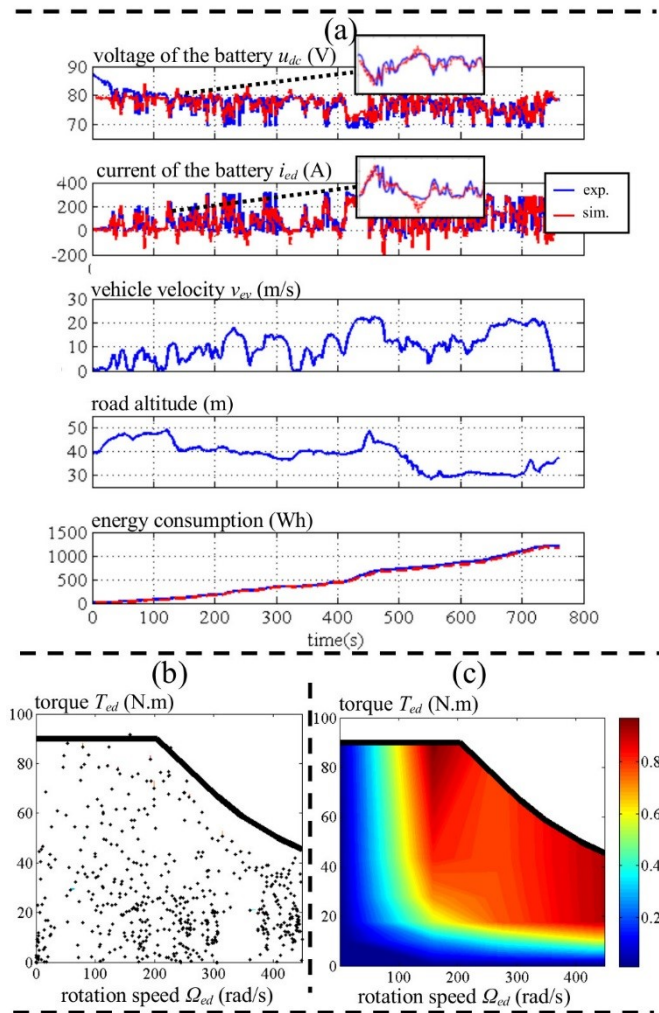 (a)
voltage of the battery u_dc (V)
90
80
70
current of the battery i_ed (A)
400
200
0
-200
exp.
sim.
vehicle velocity v_ev (m/s)
30
20
10
0
road altitude (m)
50
40
30
energy consumption (Wh)
1500
1000
500
0
0 100 200 300 400 500 600 700 800
time(s)
(b)
torque T_ed (N.m)
100
80
60
40
20
0
0 100 200 300 400
rotation speed Ω_ed (rad/s)
(c)
torque T_ed (N.m)
100
80
60
40
20
0
100 200 300 400
rotation speed Ω_ed (rad/s)
0.8
0.6
0.4
0.2